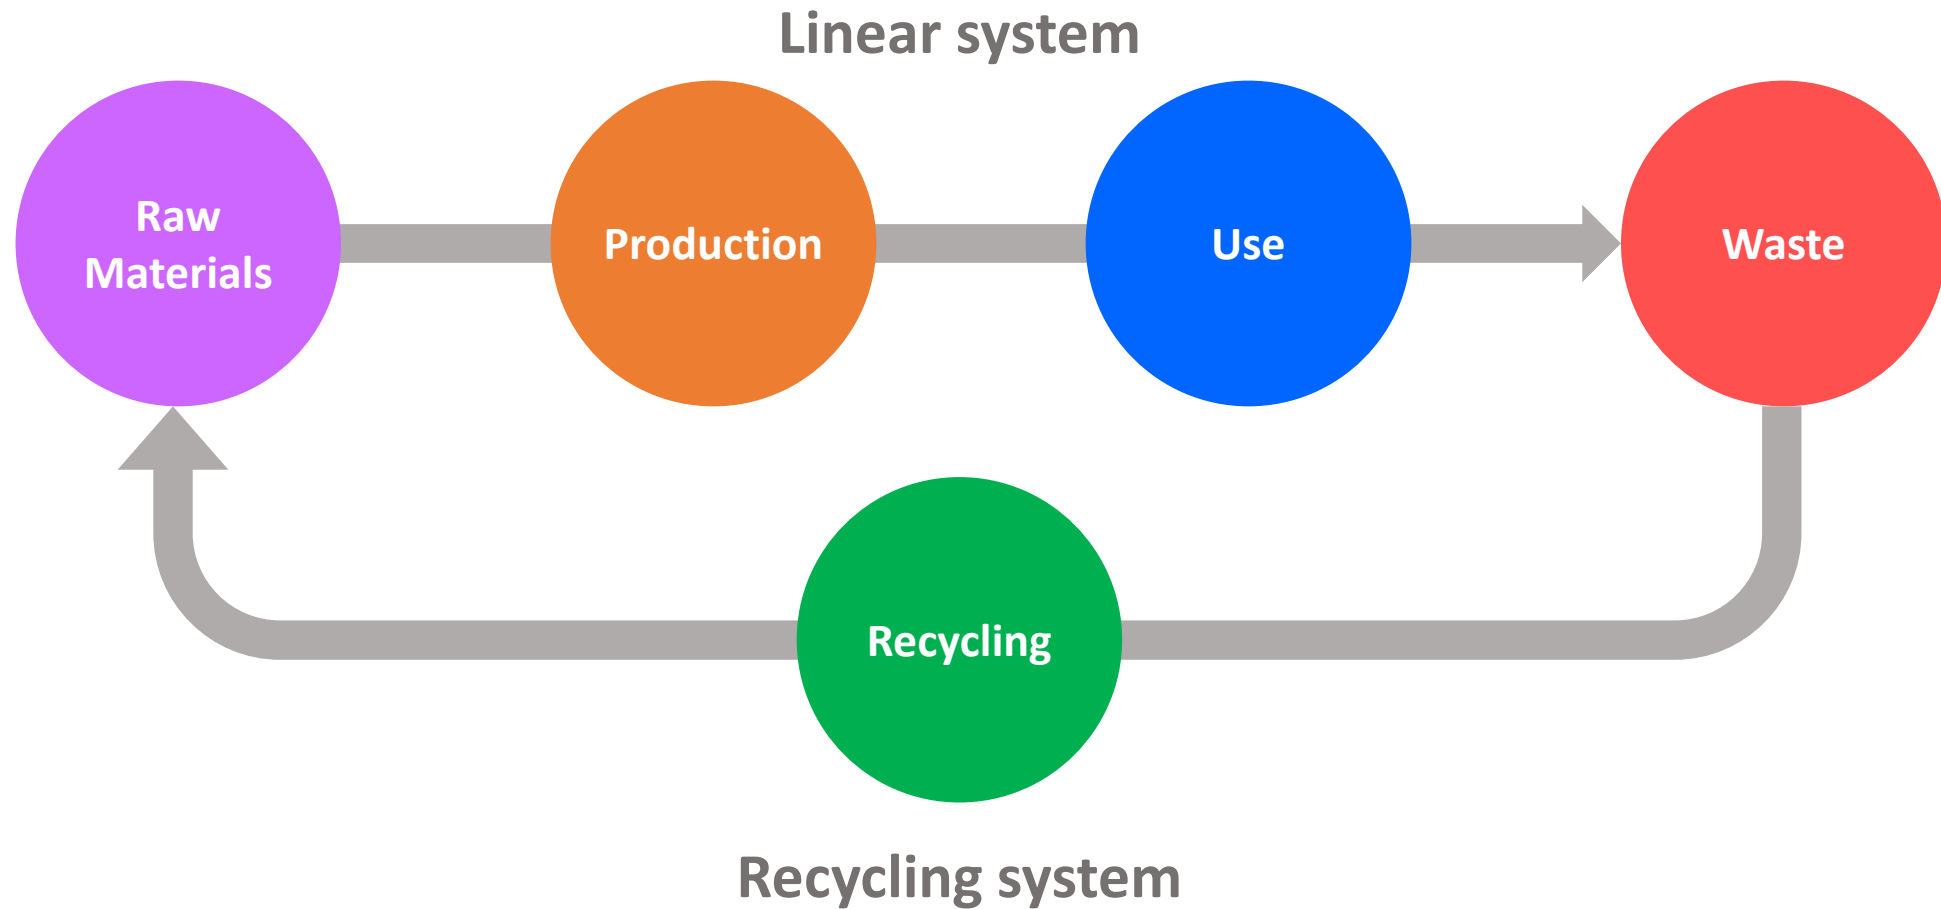 Linear system
Raw
Materials
Production
Use
Waste
Recycling
Recycling system